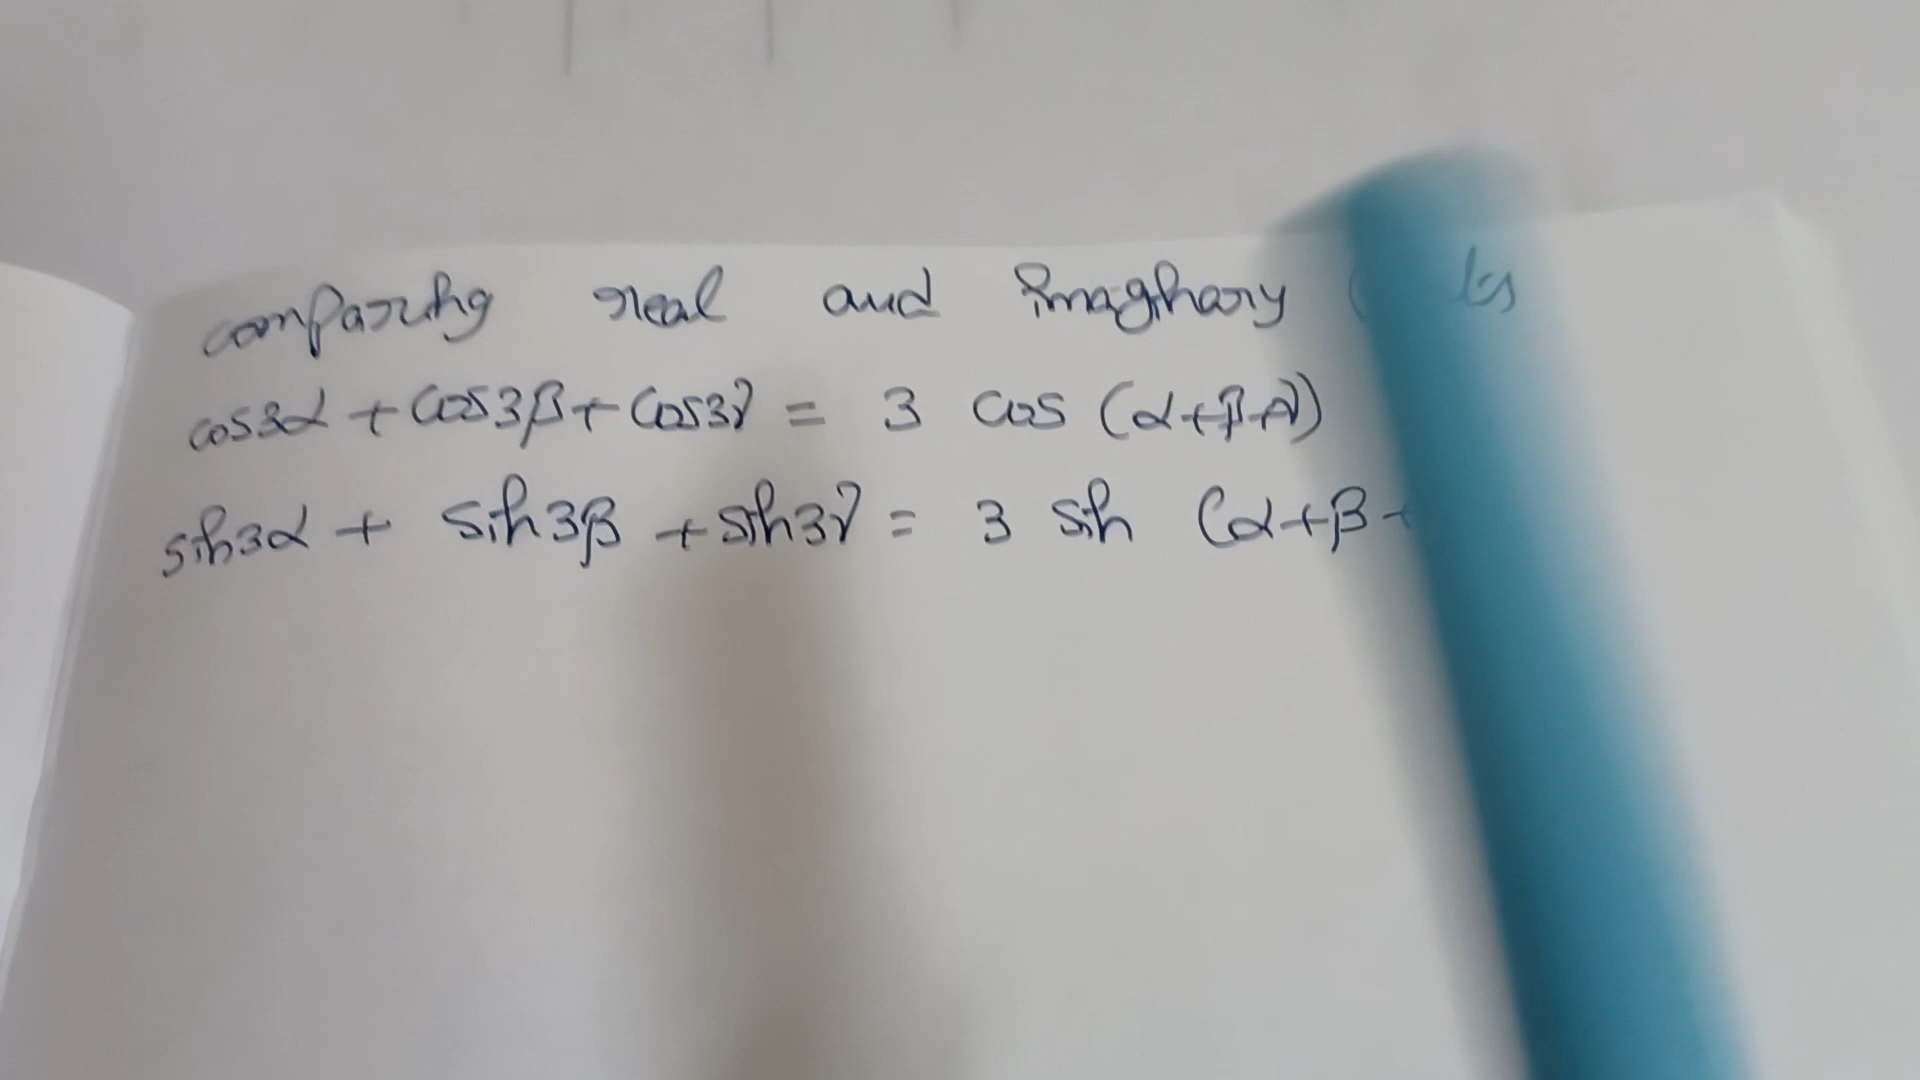 comparing real and imaginary
cos3α + cos3β + cos3γ = 3 cos (α+β+γ)
sin3α + sin3β + sin3γ = 3 sin (α+β+